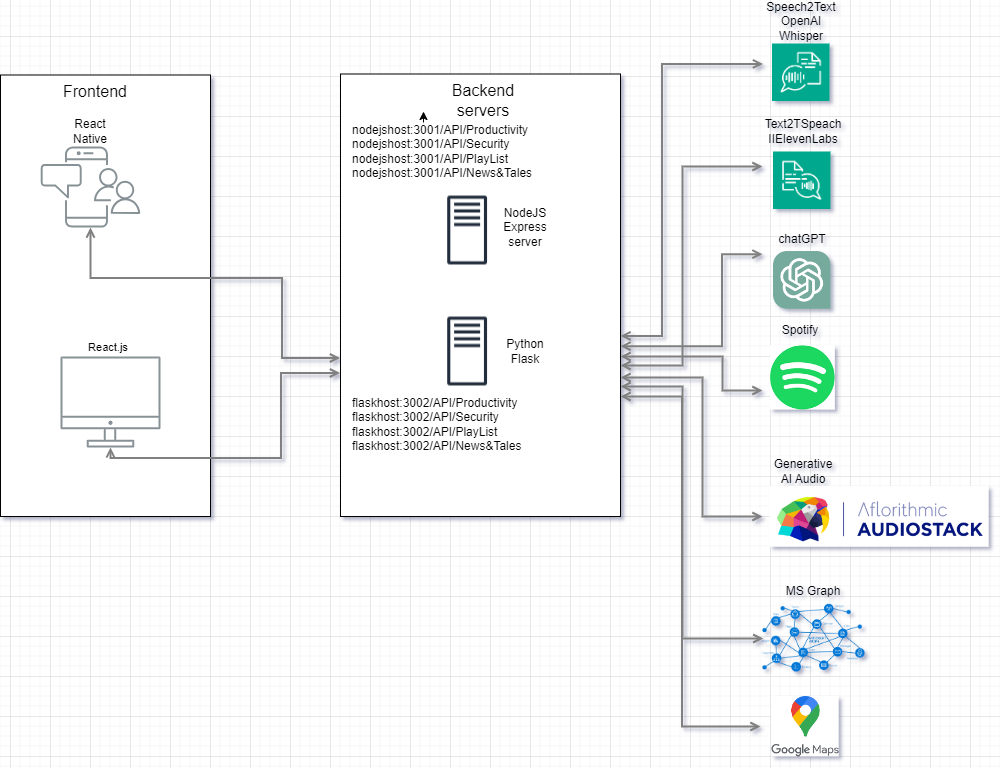 Speech2Text
OpenAI
Whisper
Frontend
React
Native
React.js
Backend
servers
nodejshost:3001/API/Productivity
nodejshost:3001/API/Security
nodejshost:3001/API/PlayList
nodejshost:3001/API/News&Tales
NodeJS
Express
server
Python
Flask
flaskhost:3002/API/Productivity
flaskhost:3002/API/Security
flaskhost:3002/API/PlayList
flaskhost:3002/API/News&Tales
Text2TSpeach
IIElevenLabs
chatGPT
Spotify
Generative
AI Audio
Aflorithmic
AUDIOSTACK
MS Graph
Google Maps